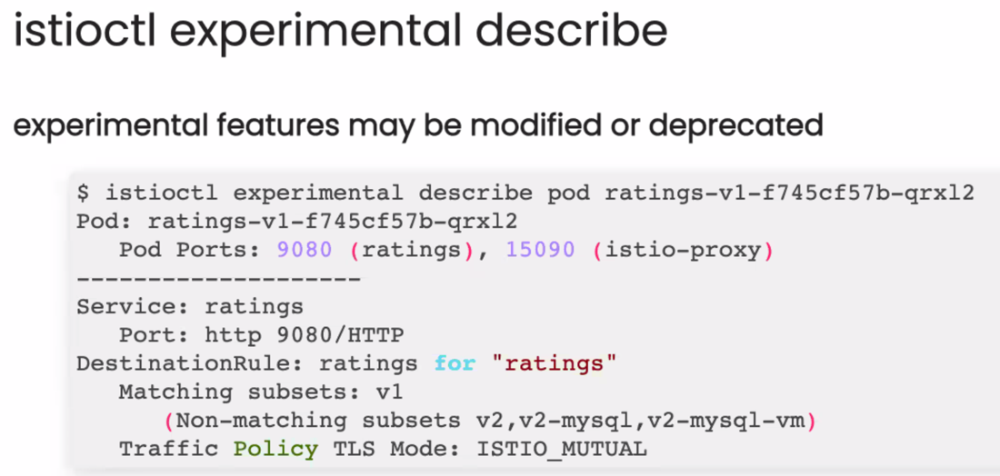 istioctl experimental describe
experimental features may be modified or deprecated
$ istioctl experimental describe pod ratings-v1-f745cf57b-qrxl2
Pod: ratings-v1-f745cf57b-qrxl2
   Pod Ports: 9080 (ratings), 15090 (istio-proxy)
--------------------
Service: ratings
   Port: http 9080/HTTP
DestinationRule: ratings for "ratings"
   Matching subsets: v1
      (Non-matching subsets v2,v2-mysql,v2-mysql-vm)
   Traffic Policy TLS Mode: ISTIO_MUTUAL